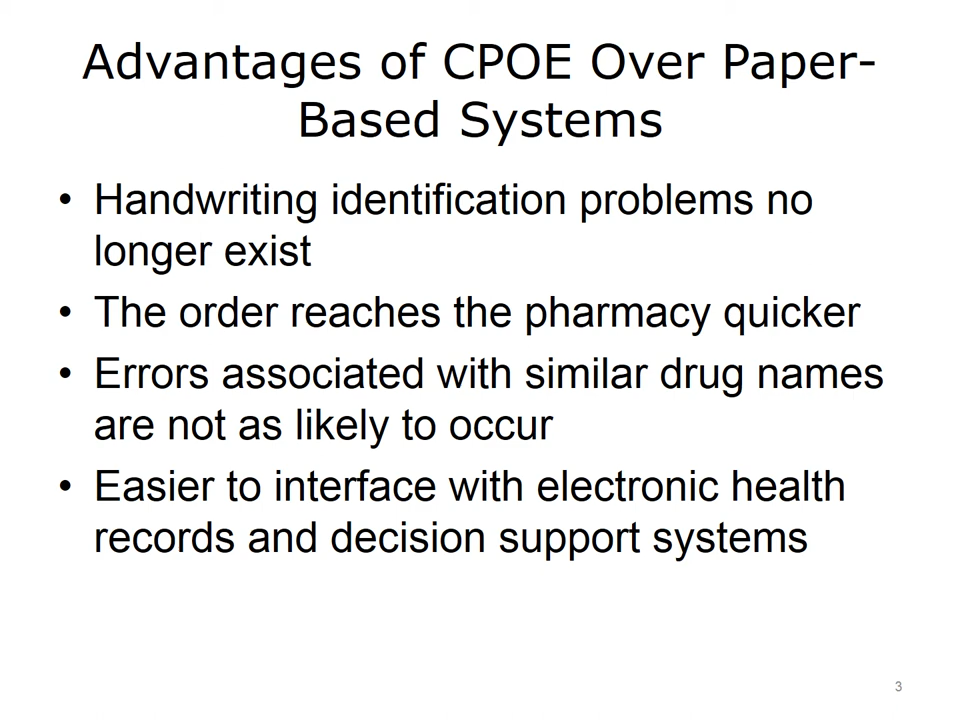 Advantages of CPOE Over Paper-
Based Systems
• Handwriting identification problems no
longer exist
• The order reaches the pharmacy quicker
• Errors associated with similar drug names
are not as likely to occur
• Easier to interface with electronic health
records and decision support systems
3